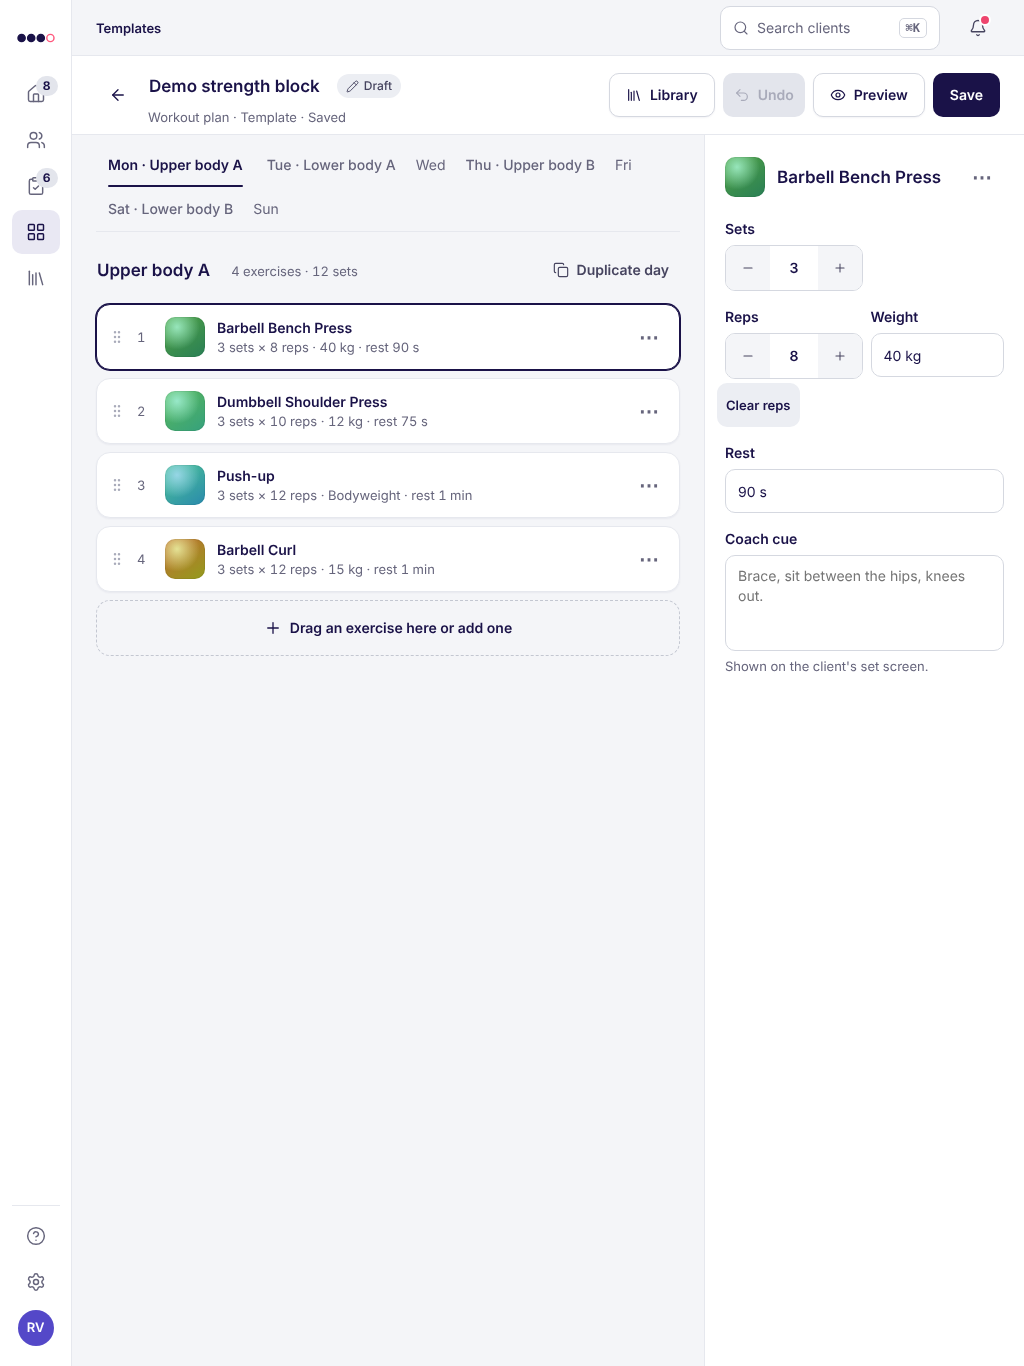 Templates
Search clients
⌘K
8
6
Demo strength block
Draft
Workout plan · Template · Saved
Library
Undo
Preview
Save
Mon · Upper body A
Tue · Lower body A
Wed
Thu · Upper body B
Fri
Sat · Lower body B
Sun
Upper body A
4 exercises · 12 sets
Duplicate day
1
Barbell Bench Press
3 sets × 8 reps · 40 kg · rest 90 s
2
Dumbbell Shoulder Press
3 sets × 10 reps · 12 kg · rest 75 s
3
Push-up
3 sets × 12 reps · Bodyweight · rest 1 min
4
Barbell Curl
3 sets × 12 reps · 15 kg · rest 1 min
Drag an exercise here or add one
Barbell Bench Press
Sets
3
Reps
Weight
8
40 kg
Clear reps
Rest
90 s
Coach cue
Brace, sit between the hips, knees
out.
Shown on the client's set screen.
RV